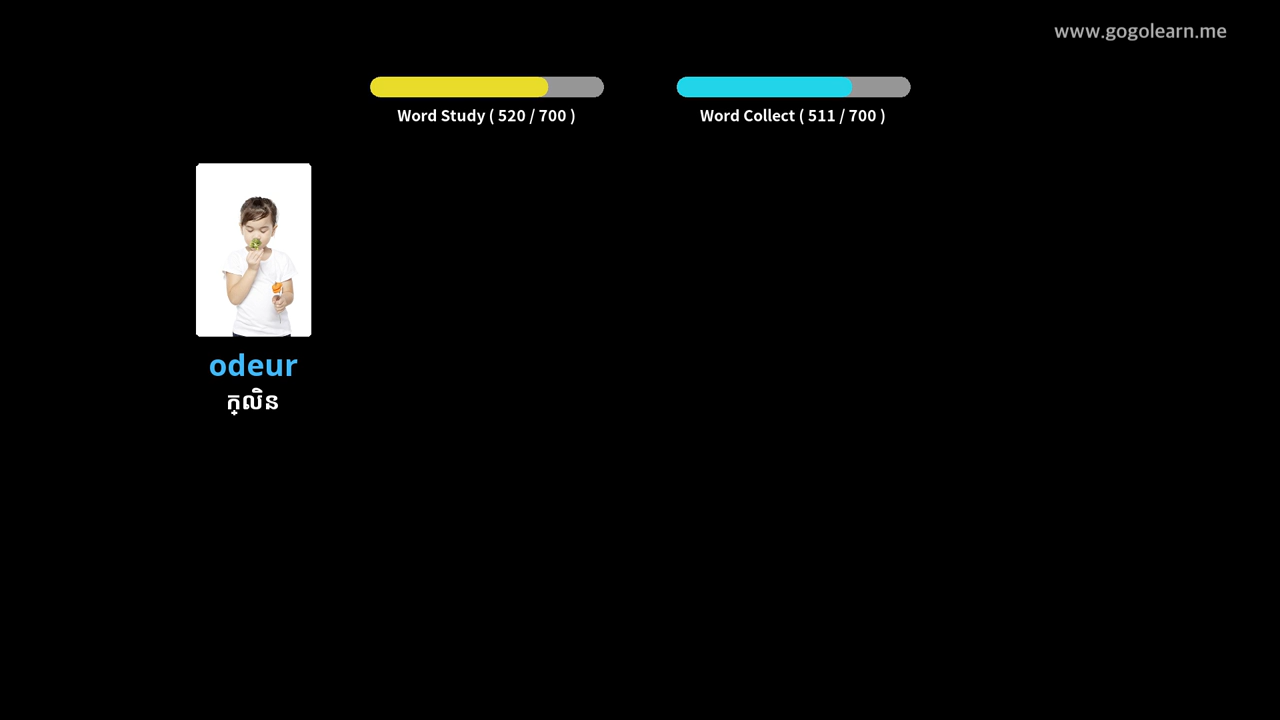 www.gogolearn.me
Word Study ( 520 / 700 )
Word Collect ( 511 / 700 )
odeur
ក្លិន